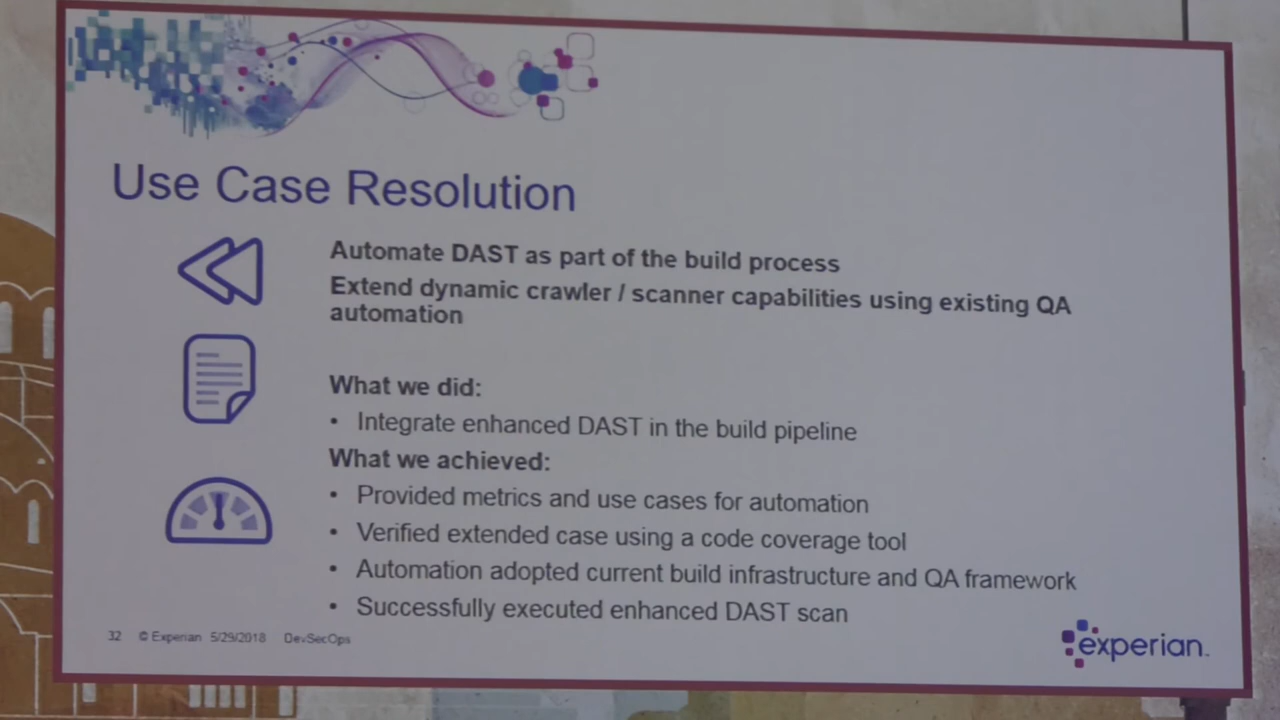 Use Case Resolution
Automate DAST as part of the build process
Extend dynamic crawler / scanner capabilities using existing QA
automation
What we did:
• Integrate enhanced DAST in the build pipeline
What we achieved:
• Provided metrics and use cases for automation
• Verified extended case using a code coverage tool
• Automation adopted current build infrastructure and QA framework
• Successfully executed enhanced DAST scan
32 © Experian 5/29/2018 DevSecOps
experian™